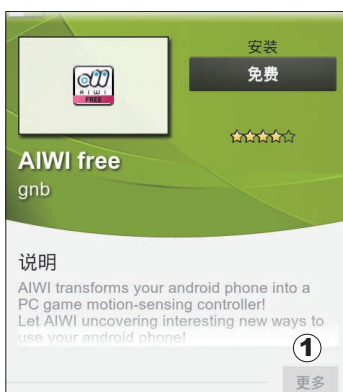 安装
免费
AIWI
FREE
AIWI free
gnb
说明
AIWI transforms your android phone into a
PC game motion-sensing controller!
Let AIWI uncovering interesting new ways to
use your android phone!
1
更多